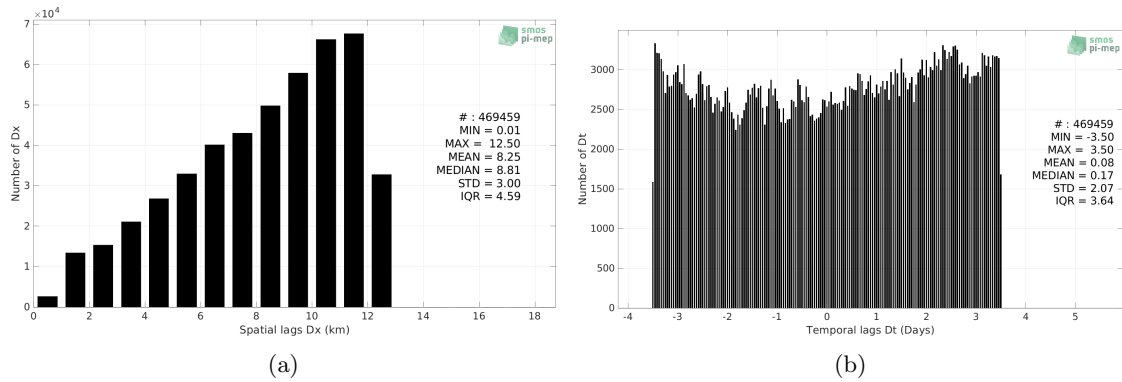 ×10⁴
7
6
5
4
3
2
1
0
Number of Dx
0 2 4 6 8 10 12 14 16 18
Spatial lags Dx (km)
smos
pi-mep
# : 469459
MIN = 0.01
MAX = 12.50
MEAN = 8.25
MEDIAN = 8.81
STD = 3.00
IQR = 4.59
(a)
3000
2500
2000
1500
1000
500
0
Number of Dt
-4 -3 -2 -1 0 1 2 3 4 5
Temporal lags Dt (Days)
smos
pi-mep
# : 469459
MIN = -3.50
MAX = 3.50
MEAN = 0.08
MEDIAN = 0.17
STD = 2.07
IQR = 3.64
(b)